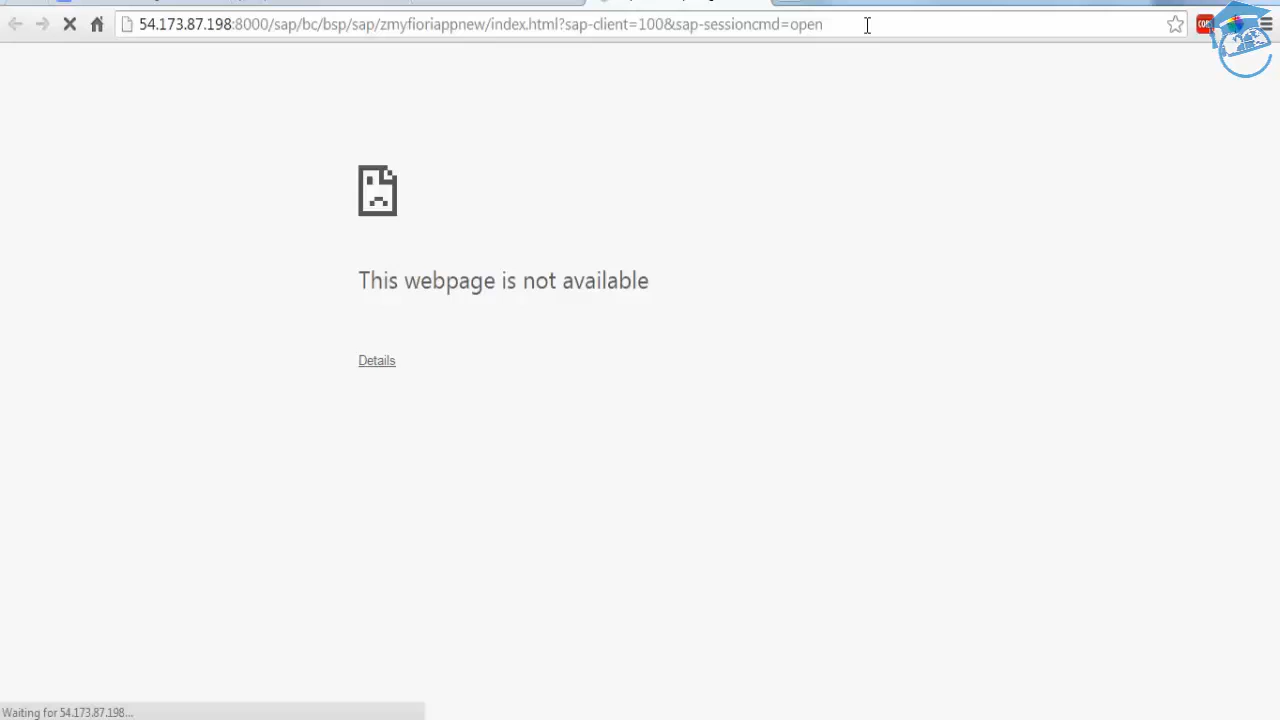 54.173.87.198:8000/sap/bc/bsp/sap/zmyfioriappnew/index.html?sap-client=100&sap-sessioncmd=open
This webpage is not available
Details
Waiting for 54.173.87.198...